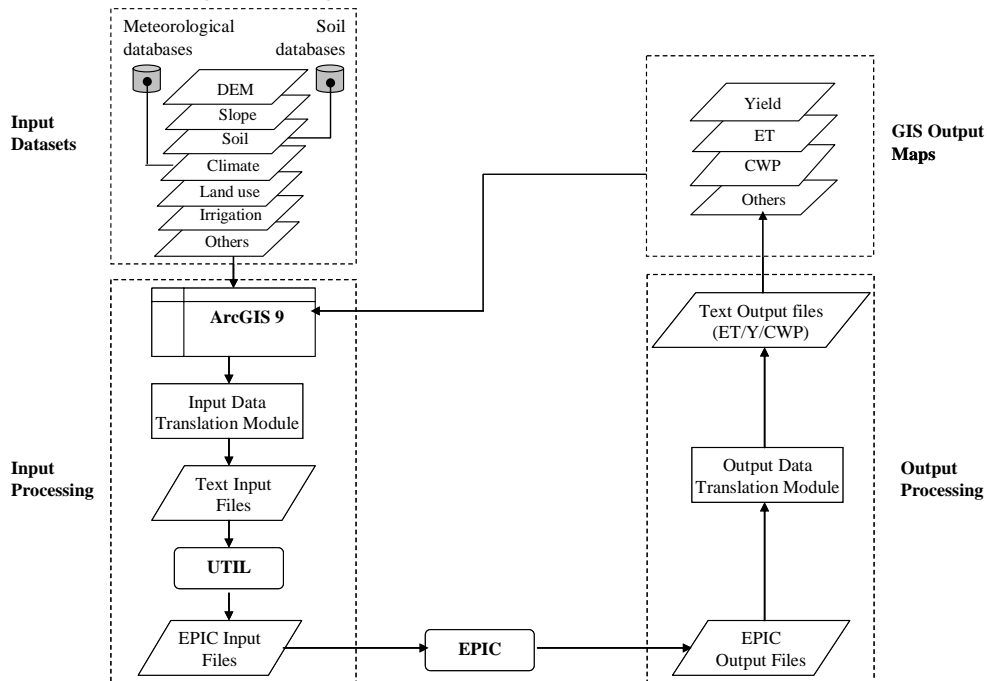 Meteorological
databases
Soil
databases
DEM
Slope
Soil
Climate
Land use
Irrigation
Others
Input
Datasets
Yield
ET
CWP
Others
GIS Output
Maps
ArcGIS 9
Input Data
Translation Module
Text Input
Files
UTIL
EPIC Input
Files
Input
Processing
EPIC
Text Output files
(ET/Y/CWP)
Output Data
Translation Module
EPIC
Output Files
Output
Processing